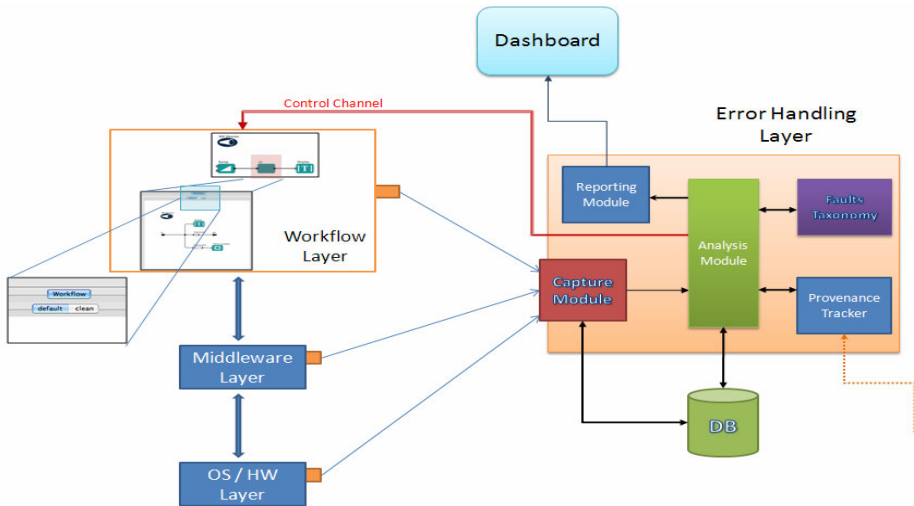 Dashboard
Control Channel
Error Handling
Layer
Reporting
Module
Analysis
Module
Faults
Taxonomy
Workflow
Layer
Capture
Module
Provenance
Tracker
Workflow
default clean
Middleware
Layer
DB
OS / HW
Layer